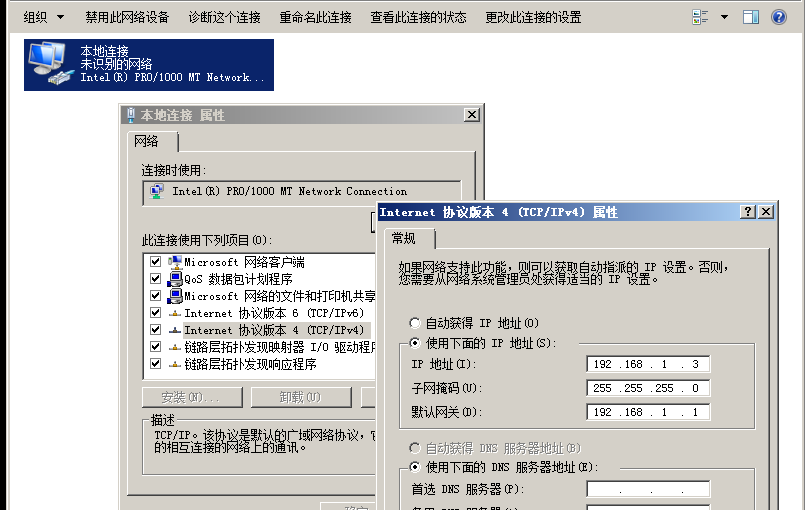 组织 禁用此网络设备 诊断这个连接 重命名此连接 查看此连接的状态 更改此连接的设置
本地连接
未识别的网络
Intel(R) PRO/1000 MT Network...
本地连接 属性
网络
连接时使用:
Intel(R) PRO/1000 MT Network Connection
此连接使用下列项目(O):
Microsoft 网络客户端
QoS 数据包计划程序
Microsoft 网络的文件和打印机共享
Internet 协议版本 6 (TCP/IPv6)
Internet 协议版本 4 (TCP/IPv4)
链路层拓扑发现映射器 I/O 驱动程
链路层拓扑发现响应程序
安装(N)... 卸载(U)
描述
TCP/IP。该协议是默认的广域网络协议，
的相互连接的网络上的通讯。
Internet 协议版本 4 (TCP/IPv4) 属性
常规
如果网络支持此功能，则可以获取自动指派的 IP 设置。否则，
您需要从网络系统管理员处获得适当的 IP 设置。
自动获得 IP 地址(O)
使用下面的 IP 地址(S):
IP 地址(I): 192 .168 . 1 . 3
子网掩码(U): 255 .255 .255 . 0
默认网关(D): 192 .168 . 1 . 1
自动获得 DNS 服务器地址(B)
使用下面的 DNS 服务器地址(E):
首选 DNS 服务器(P): . . .